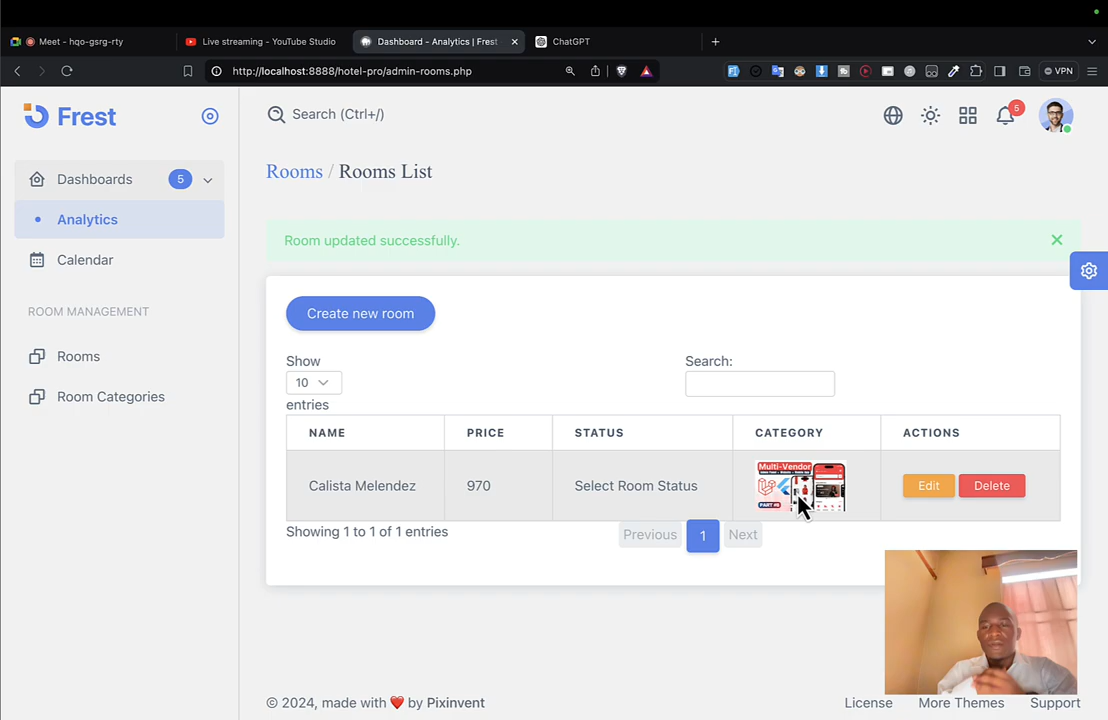 Meet - hqo-gsrg-rty
Live streaming - YouTube Studio
Dashboard - Analytics | Frest
ChatGPT
http://localhost:8888/hotel-pro/admin-rooms.php
VPN
Frest
Search (Ctrl+/)
5
Dashboards
5
Analytics
Calendar
ROOM MANAGEMENT
Rooms
Room Categories
Rooms / Rooms List
Room updated successfully.
Create new room
Show
10
entries
Search:
NAME
PRICE
STATUS
CATEGORY
ACTIONS
Calista Melendez
970
Select Room Status
Multi-Vendor
Edit
Delete
Showing 1 to 1 of 1 entries
Previous
1
Next
© 2024, made with ❤️ by Pixinvent
License
More Themes
Support